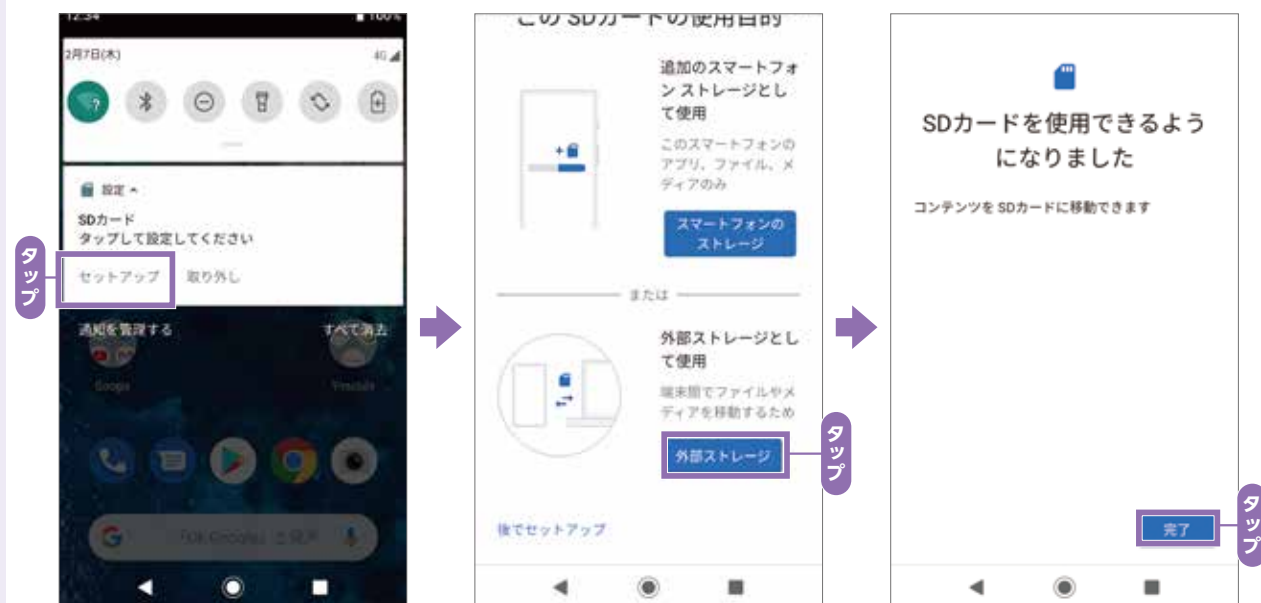 12:34
100%
2月7日(木)
4G
設定
SDカード
タップして設定してください
セットアップ
取り外し
タップ
通知を管理する
すべて消去
Google
この SDカードの使用目的
追加のスマートフォ
ン ストレージとし
て使用
このスマートフォンの
アプリ、ファイル、メ
ディアのみ
スマートフォンの
ストレージ
または
外部ストレージとし
て使用
端末間でファイルやメ
ディアを移動するため
外部ストレージ
タップ
後でセットアップ
SDカードを使用できるよう
になりました
コンテンツを SDカードに移動できます
完了
タップ